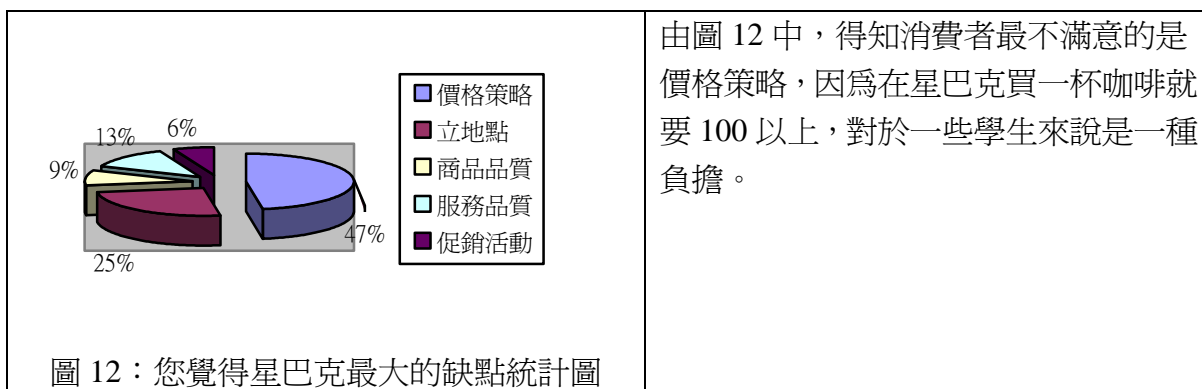 13%
6%
9%
47%
25%
價格策略
立地點
商品品質
服務品質
促銷活動
圖 12：您覺得星巴克最大的缺點統計圖
由圖 12 中，得知消費者最不滿意的是
價格策略，因為在星巴克買一杯咖啡就
要 100 以上，對於一些學生來說是一種
負擔。